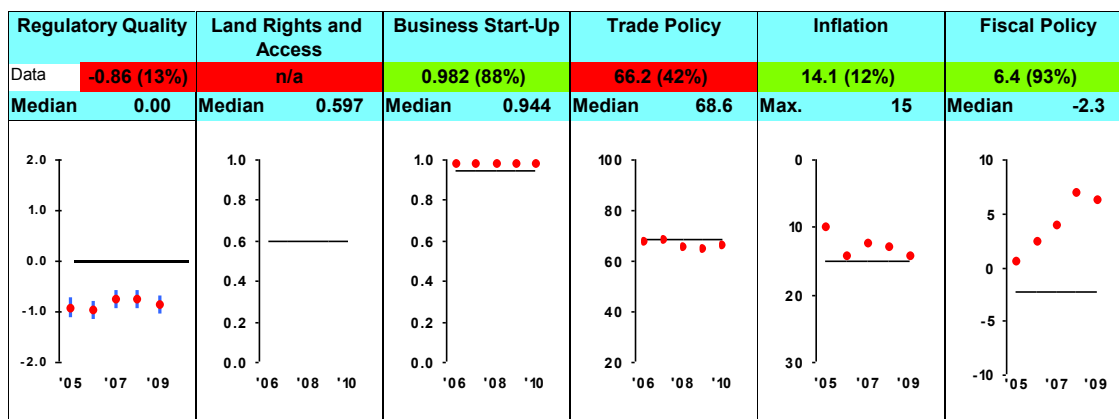 Regulatory Quality
Data -0.86 (13%)
Median 0.00
2.0
1.0
0.0
-1.0
-2.0
'05 '07 '09
Land Rights and
Access
n/a
Median 0.597
1.0
0.8
0.6
0.4
0.2
0.0
'06 '08 '10
Business Start-Up
0.982 (88%)
Median 0.944
1.0
0.8
0.6
0.4
0.2
0.0
'06 '08 '10
Trade Policy
66.2 (42%)
Median 68.6
100
80
60
40
20
'06 '08 '10
Inflation
14.1 (12%)
Max. 15
0
10
20
30
'05 '07 '09
Fiscal Policy
6.4 (93%)
Median -2.3
10
5
0
-5
-10
'05 '07 '09